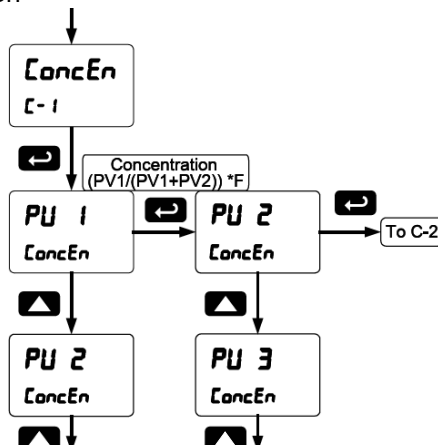 ConcEn
C-1
Concentration
(PV1/(PV1+PV2)) *F
PU 1
ConcEn
PU 2
ConcEn
To C-2
PU 2
ConcEn
PU 3
ConcEn